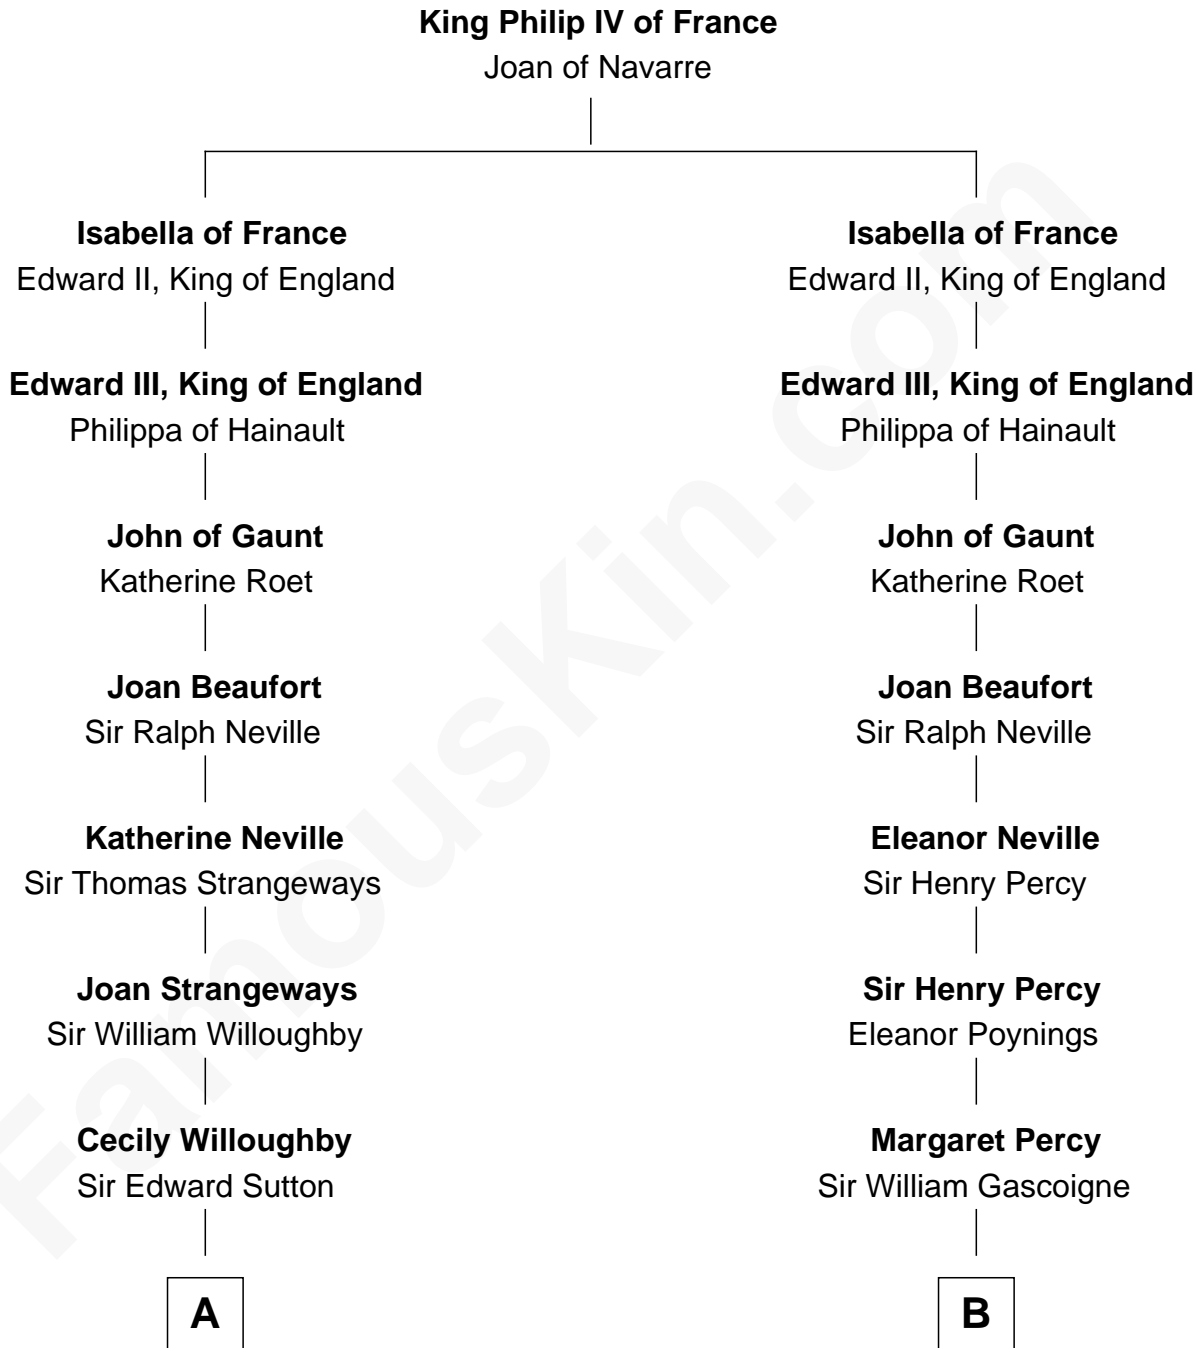 King Philip IV of France
Joan of Navarre
Isabella of France
Edward II, King of England
Edward III, King of England
Philippa of Hainault
John of Gaunt
Katherine Roet
Joan Beaufort
Sir Ralph Neville
Katherine Neville
Sir Thomas Strangeways
Joan Strangeways
Sir William Willoughby
Cecily Willoughby
Sir Edward Sutton
A
Isabella of France
Edward II, King of England
Edward III, King of England
Philippa of Hainault
John of Gaunt
Katherine Roet
Joan Beaufort
Sir Ralph Neville
Eleanor Neville
Sir Henry Percy
Sir Henry Percy
Eleanor Poynings
Margaret Percy
Sir William Gascoigne
B
FamousKin.com